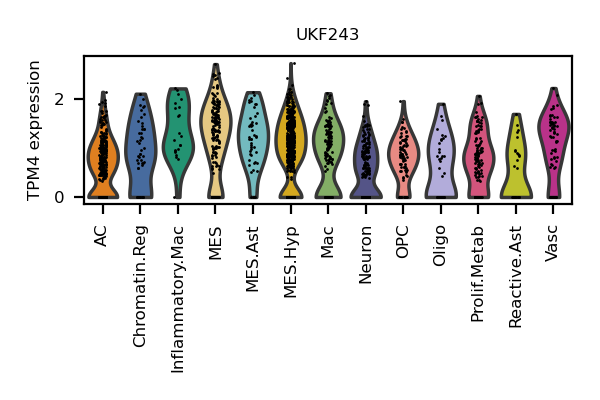 UKF243
TPM4 expression
2
0
AC
Chromatin.Reg
Inflammatory.Mac
MES
MES.Ast
MES.Hyp
Mac
Neuron
OPC
Oligo
Prolif.Metab
Reactive.Ast
Vasc